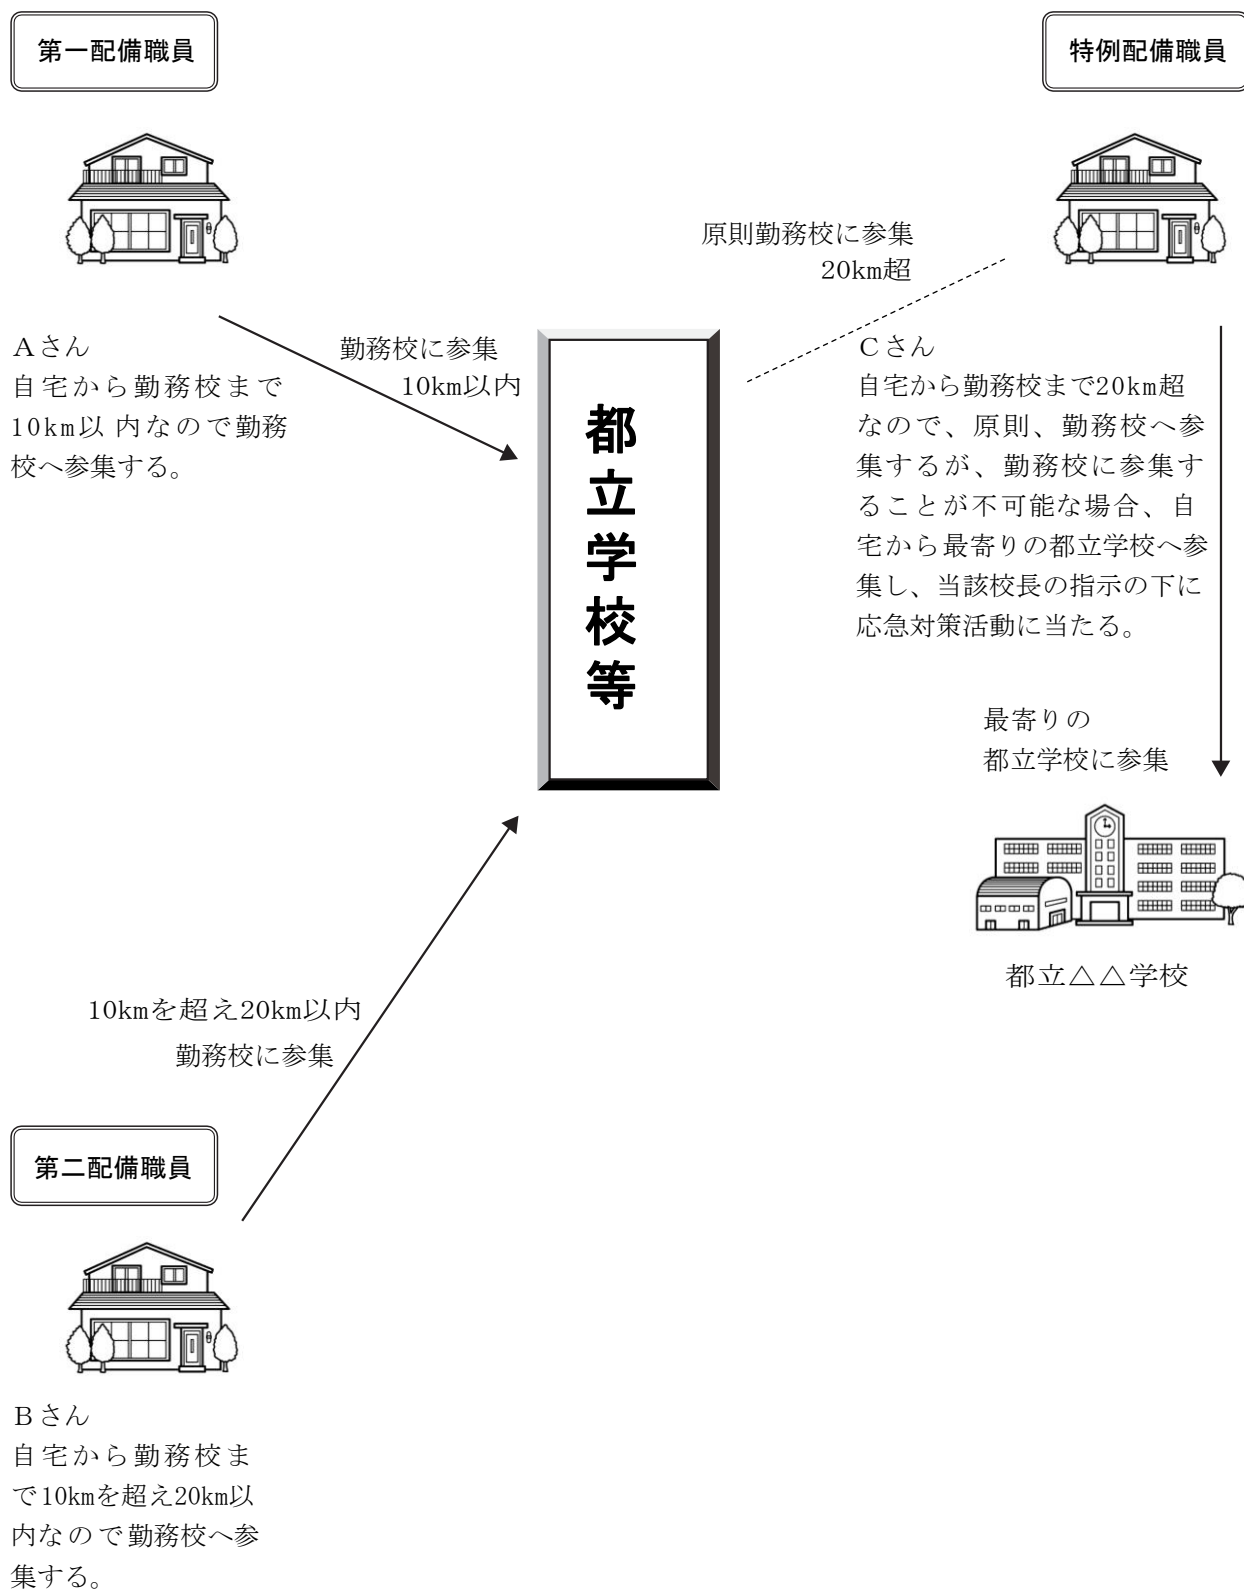 第一配備職員
特例配備職員
原則勤務校に参集
20km超
Aさん
自宅から勤務校まで
10km以内なので勤務
校へ参集する。
勤務校に参集
10km以内
都立学校等
Cさん
自宅から勤務校まで20km超
なので、原則、勤務校へ参
集するが、勤務校に参集す
ることが不可能な場合、自
宅から最寄りの都立学校へ参
集し、当該校長の指示の下に
応急対策活動に当たる。
最寄りの
都立学校に参集
都立△△学校
10kmを超え20km以内
勤務校に参集
第二配備職員
Bさん
自宅から勤務校ま
で10kmを超え20km以
内なので勤務校へ参
集する。